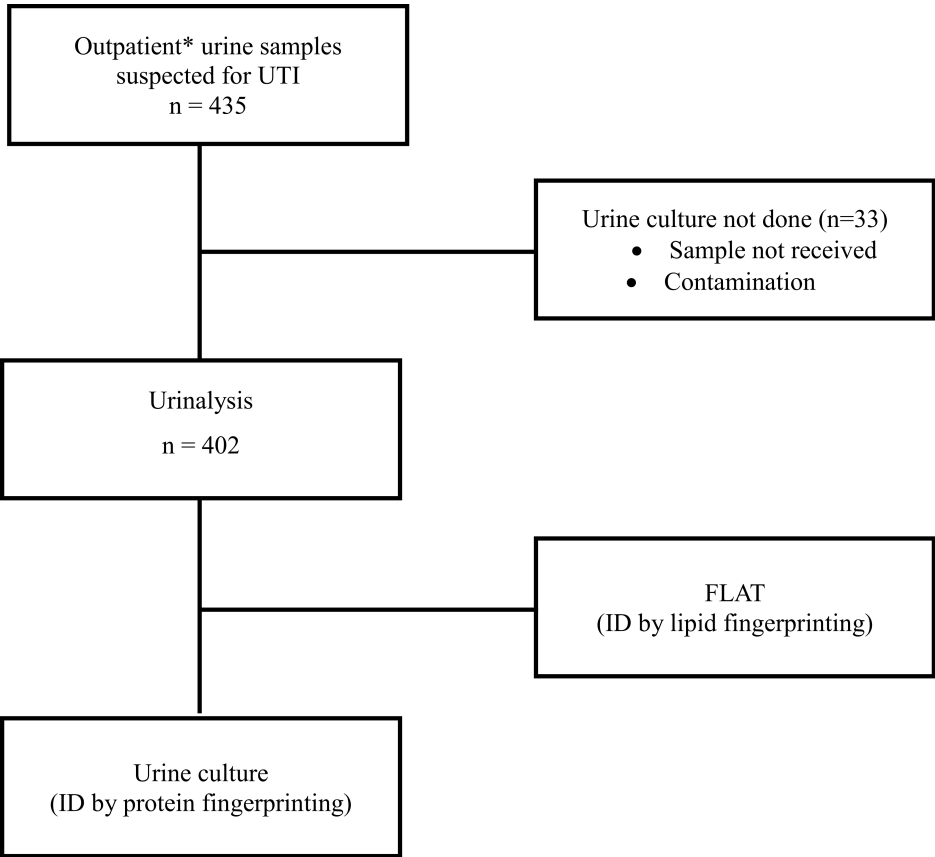 Outpatient* urine samples
suspected for UTI
n = 435
Urine culture not done (n=33)
• Sample not received
• Contamination
Urinalysis
n = 402
FLAT
(ID by lipid fingerprinting)
Urine culture
(ID by protein fingerprinting)